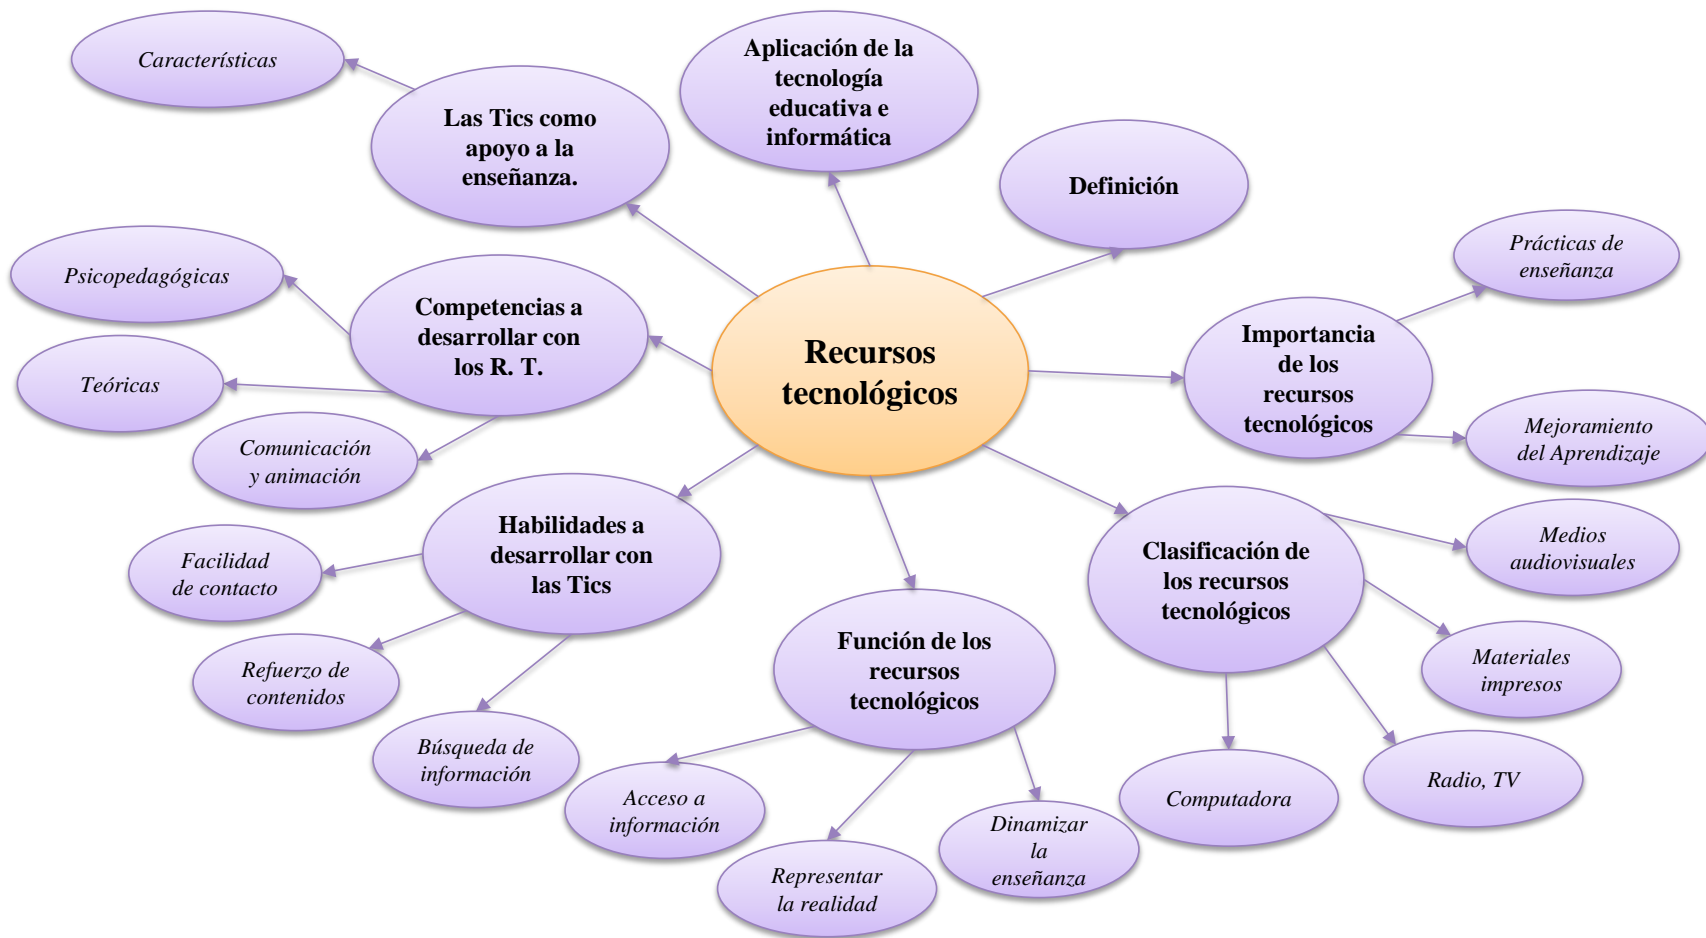 Características
Las Tics como
apoyo a la
enseñanza.
Aplicación de la
tecnología
educativa e
informática
Definición
Prácticas de
enseñanza
Psicopedagógicas
Competencias a
desarrollar con
los R. T.
Recursos
tecnológicos
Importancia
de los
recursos
tecnológicos
Teóricas
Comunicación
y animación
Mejoramiento
del Aprendizaje
Habilidades a
desarrollar con
las Tics
Clasificación de
los recursos
tecnológicos
Medios
audiovisuales
Facilidad
de contacto
Función de los
recursos
tecnológicos
Materiales
impresos
Refuerzo de
contenidos
Búsqueda de
información
Acceso a
información
Representar
la realidad
Dinamizar
la
enseñanza
Computadora
Radio, TV